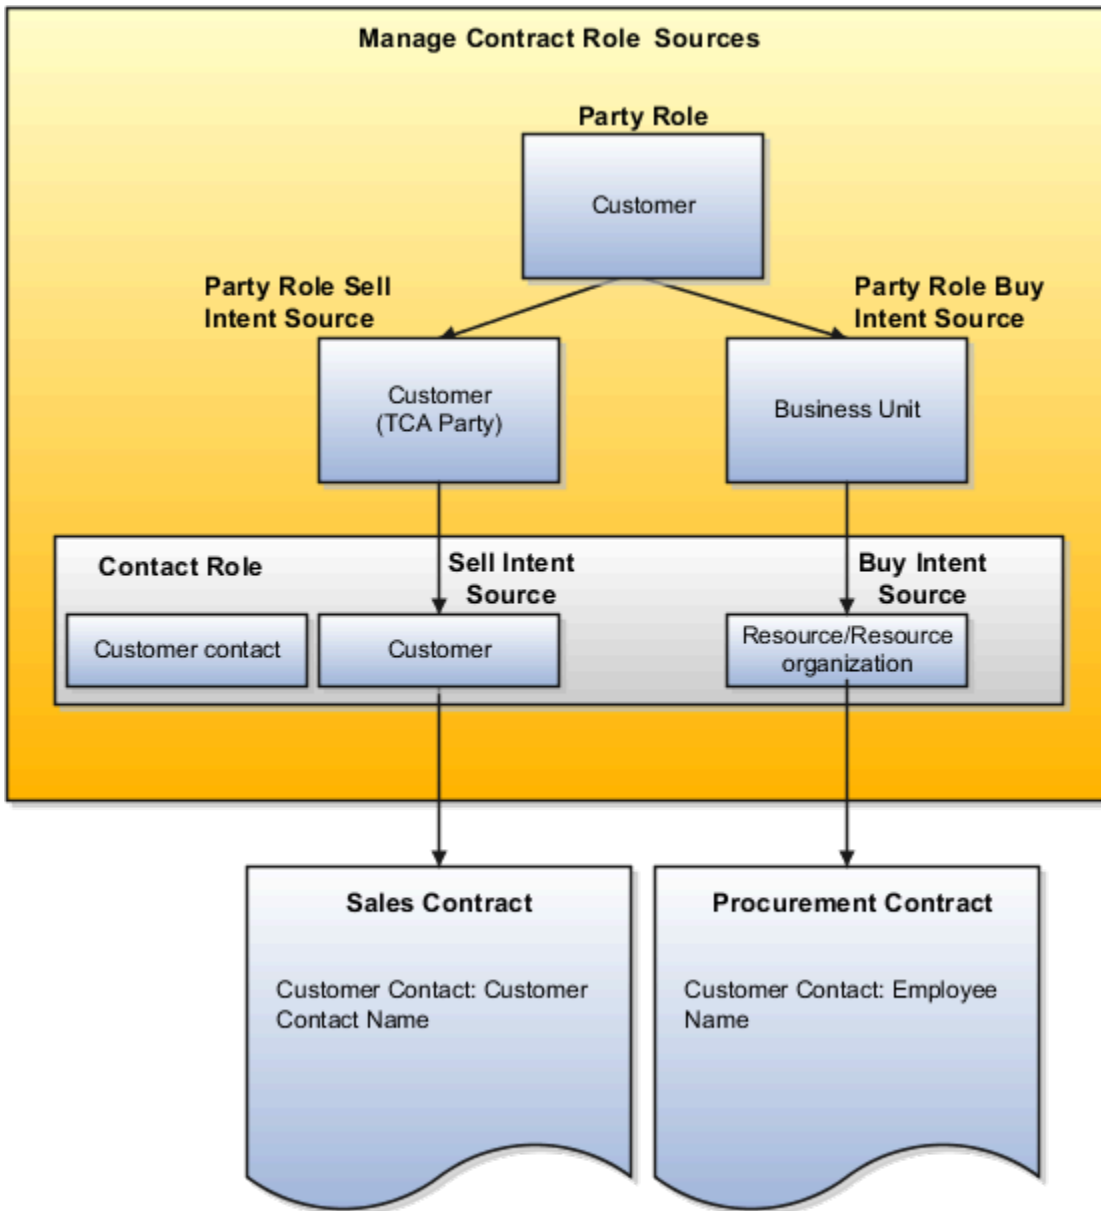 Manage Contract Role Sources
Party Role
Customer
Party Role Sell
Intent Source
Party Role Buy
Intent Source
Customer
(TCA Party)
Business Unit
Contact Role
Sell Intent
Source
Buy Intent
Source
Customer contact
Customer
Resource/Resource
organization
Sales Contract
Customer Contact: Customer
Contact Name
Procurement Contract
Customer Contact: Employee
Name